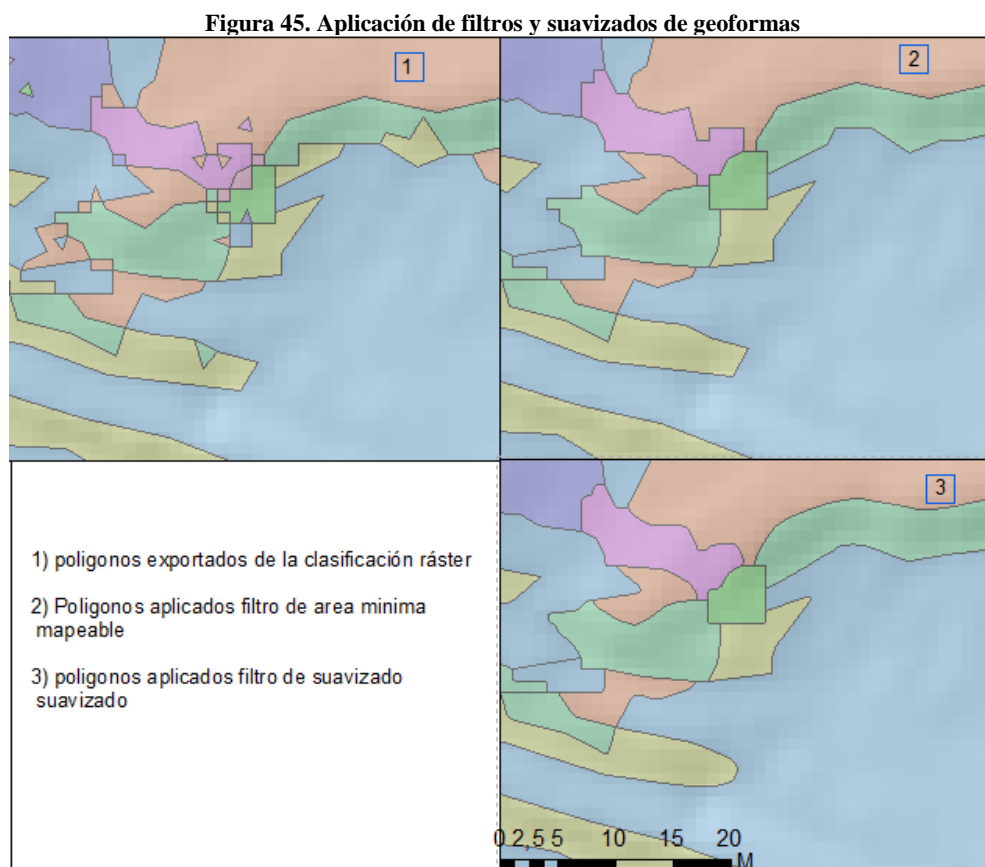 Figura 45. Aplicación de filtros y suavizados de geoformas
1
2
1) poligonos exportados de la clasificación ráster
2) Poligonos aplicados filtro de area minima
mapeable
3) poligonos aplicados filtro de suavizado
suavizado
3
0 2,5 5 10 15 20
M